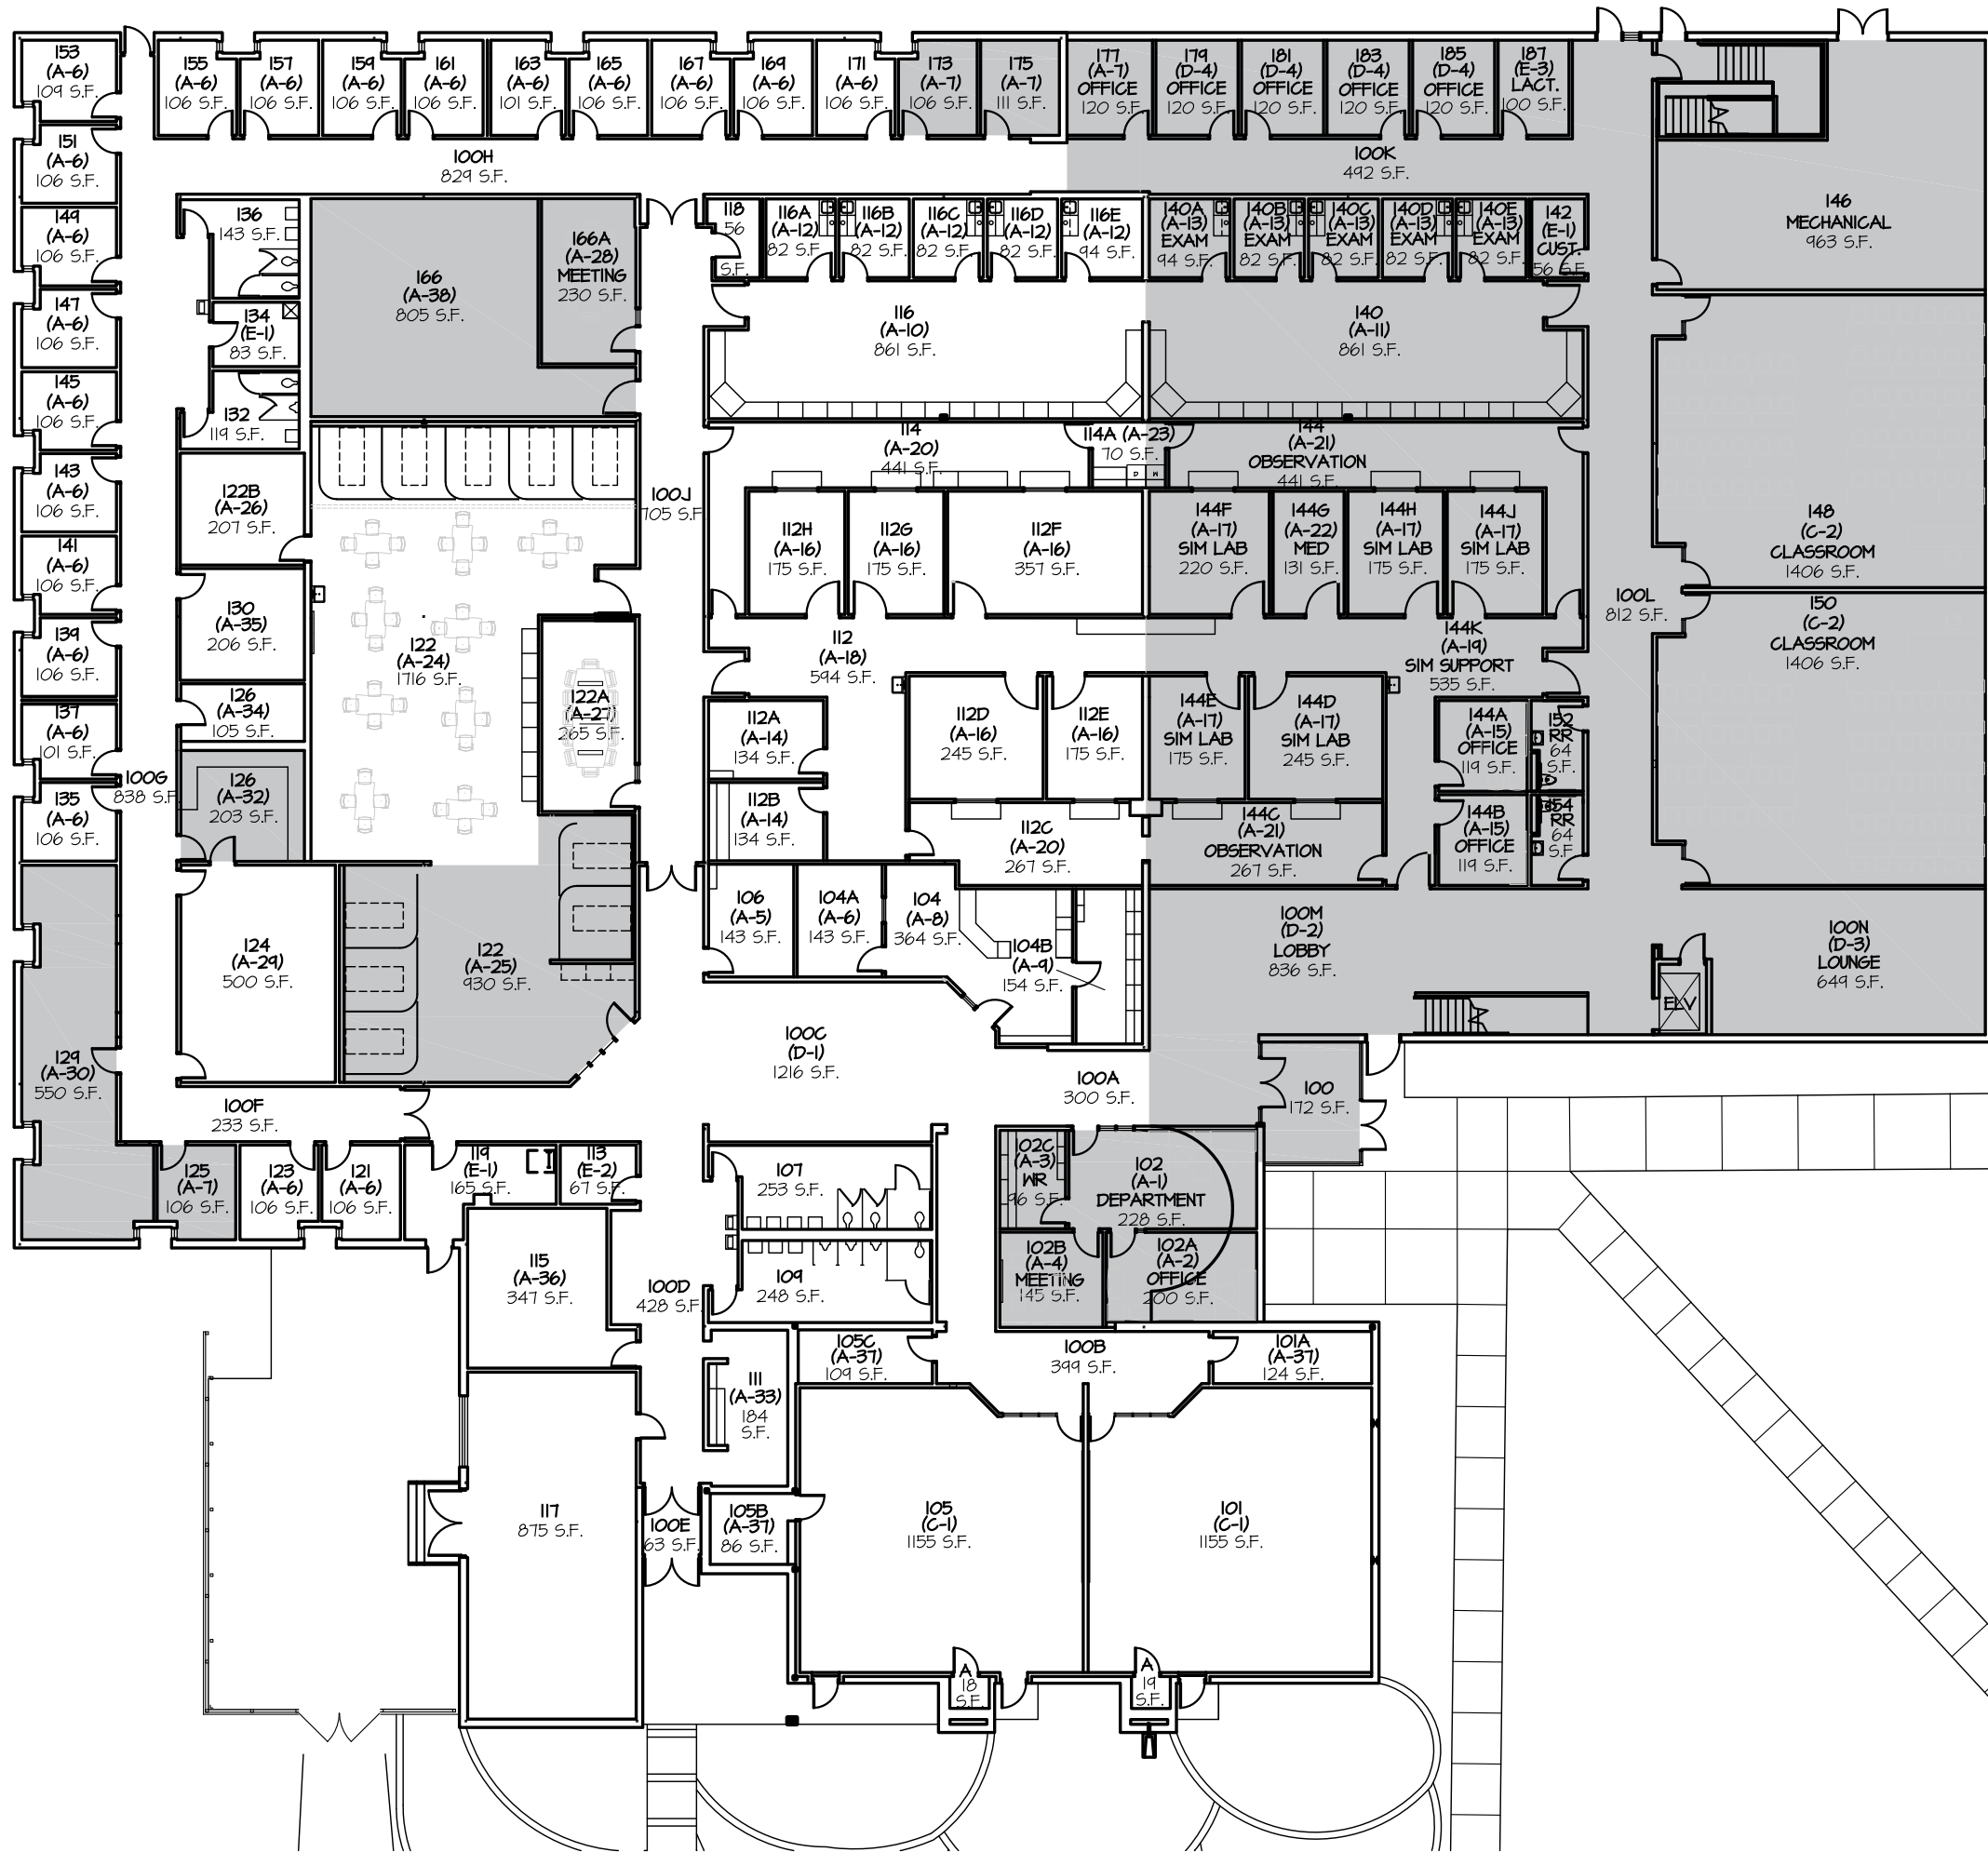 153
(A-6)
109 S.F.
155
(A-6)
106 S.F.
157
(A-6)
106 S.F.
159
(A-6)
106 S.F.
161
(A-6)
106 S.F.
163
(A-6)
101 S.F.
165
(A-6)
106 S.F.
167
(A-6)
106 S.F.
169
(A-6)
106 S.F.
171
(A-6)
106 S.F.
173
(A-7)
106 S.F.
175
(A-7)
111 S.F.
177
(A-7)
OFFICE
120 S.F.
179
(D-4)
OFFICE
120 S.F.
181
(D-4)
OFFICE
120 S.F.
183
(D-4)
OFFICE
120 S.F.
185
(D-4)
OFFICE
120 S.F.
187
(E-3)
LACT.
100 S.F.
151
(A-6)
106 S.F.
100H
829 S.F.
100K
492 S.F.
146
MECHANICAL
963 S.F.
149
(A-6)
106 S.F.
136
143 S.F.
166
(A-38)
805 S.F.
166A
(A-28)
MEETING
230 S.F.
118
56
S.F.
116A
(A-12)
82 S.F.
116B
(A-12)
82 S.F.
116C
(A-12)
82 S.F.
116D
(A-12)
82 S.F.
116E
(A-12)
94 S.F.
140A
(A-13)
EXAM
94 S.F.
140B
(A-13)
EXAM
82 S.F.
140C
(A-13)
EXAM
82 S.F.
140D
(A-13)
EXAM
82 S.F.
140E
(A-13)
EXAM
82 S.F.
142
(E-1)
CUST.
56 S.F.
147
(A-6)
106 S.F.
134
(E-1)
83 S.F.
116
(A-10)
861 S.F.
140
(A-11)
861 S.F.
145
(A-6)
106 S.F.
132
119 S.F.
114
(A-20)
441 S.F.
114A (A-23)
70 S.F.
D
W
144
(A-21)
OBSERVATION
441 S.F.
143
(A-6)
106 S.F.
122B
(A-26)
207 S.F.
100J
705 S.F.
112H
(A-16)
175 S.F.
112G
(A-16)
175 S.F.
112F
(A-16)
357 S.F.
144F
(A-17)
SIM LAB
220 S.F.
144G
(A-22)
MED
131 S.F.
144H
(A-17)
SIM LAB
175 S.F.
144J
(A-17)
SIM LAB
175 S.F.
148
(C-2)
CLASSROOM
1406 S.F.
141
(A-6)
106 S.F.
130
(A-35)
206 S.F.
100L
812 S.F.
150
(C-2)
CLASSROOM
1406 S.F.
139
(A-6)
106 S.F.
122
(A-24)
1716 S.F.
112
(A-18)
594 S.F.
144K
(A-19)
SIM SUPPORT
535 S.F.
137
(A-6)
101 S.F.
126
(A-34)
105 S.F.
122A
(A-27)
265 S.F.
112A
(A-14)
134 S.F.
112D
(A-16)
245 S.F.
112E
(A-16)
175 S.F.
144E
(A-17)
SIM LAB
175 S.F.
144D
(A-17)
SIM LAB
245 S.F.
144A
(A-15)
OFFICE
119 S.F.
152
RR
64
S.F.
100G
838 S.F.
135
(A-6)
106 S.F.
126
(A-32)
203 S.F.
112B
(A-14)
134 S.F.
112C
(A-20)
267 S.F.
144C
(A-21)
OBSERVATION
267 S.F.
144B
(A-15)
OFFICE
119 S.F.
154
RR
64
S.F.
124
(A-29)
500 S.F.
122
(A-25)
930 S.F.
106
(A-5)
143 S.F.
104A
(A-6)
143 S.F.
104
(A-8)
364 S.F.
104B
(A-9)
154 S.F.
100M
(D-2)
LOBBY
836 S.F.
100N
(D-3)
LOUNGE
649 S.F.
ELV
129
(A-30)
550 S.F.
100C
(D-1)
1216 S.F.
100A
300 S.F.
100
172 S.F.
100F
233 S.F.
125
(A-7)
106 S.F.
123
(A-6)
106 S.F.
121
(A-6)
106 S.F.
119
(E-1)
165 S.F.
113
(E-2)
67 S.F.
107
253 S.F.
102C
(A-3)
WR
96 S.F.
102
(A-1)
DEPARTMENT
228 S.F.
115
(A-36)
347 S.F.
100D
428 S.F.
109
248 S.F.
102B
(A-4)
MEETING
145 S.F.
102A
(A-2)
OFFICE
200 S.F.
105C
(A-37)
109 S.F.
100B
399 S.F.
101A
(A-37)
124 S.F.
111
(A-33)
184
S.F.
117
875 S.F.
100E
63 S.F.
105B
(A-37)
86 S.F.
105
(C-1)
1155 S.F.
101
(C-1)
1155 S.F.
A
18
S.F.
A
19
S.F.